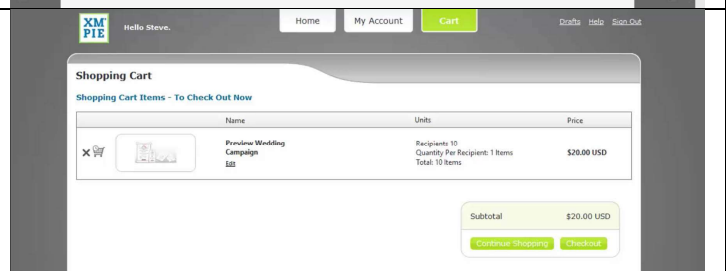 XM
PIE
Hello Steve.
Home
My Account
Cart
Drafts Help Sign Out
Shopping Cart
Shopping Cart Items - To Check Out Now
Name Units Price
Preview Wedding
Campaign
Edit
Recipients 10
Quantity Per Recipient: 1 Items
Total: 10 Items
$20.00 USD
Subtotal $20.00 USD
Continue Shopping Checkout